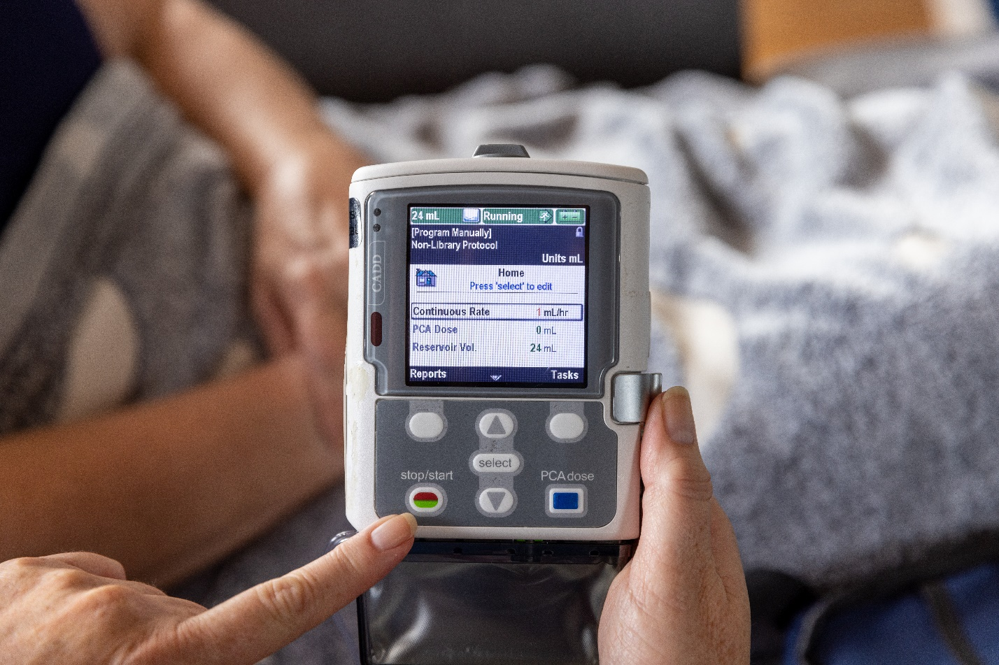 24 mL Running
[Program Manually]
Non-Library Protocol
Units mL
CADD
Home
Press 'select' to edit
Continuous Rate 1 mL/hr
PCA Dose 0 mL
Reservoir Vol. 24 mL
Reports Tasks
select
stop/start PCA dose